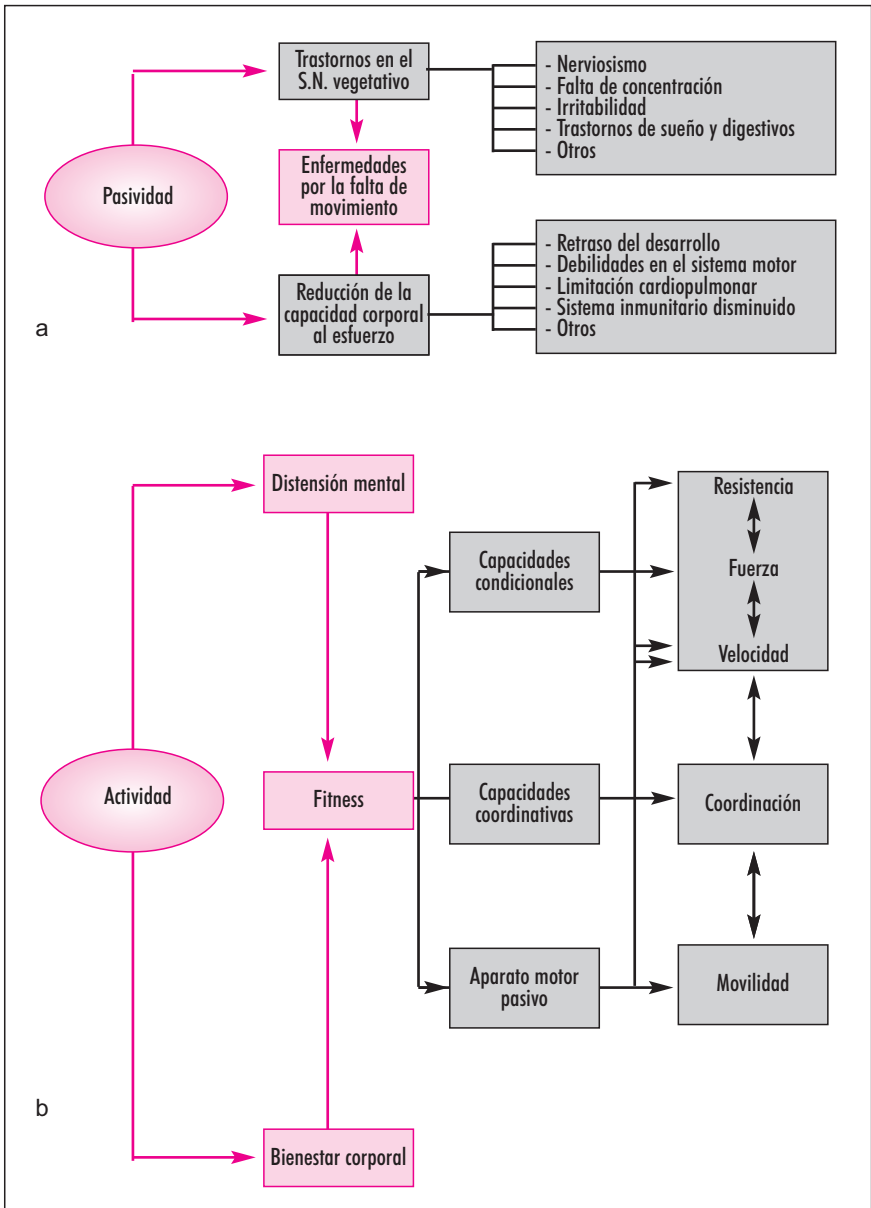 Trastornos en el
S.N. vegetativo
- Nerviosismo
- Falta de concentración
- Irritabilidad
- Trastornos de sueño y digestivos
- Otros
Pasividad
Enfermedades
por la falta de
movimiento
Reducción de la
capacidad corporal
al esfuerzo
- Retraso del desarrollo
- Debilidades en el sistema motor
- Limitación cardiopulmonar
- Sistema inmunitario disminuido
- Otros
a
Distensión mental
Capacidades
condicionales
Resistencia
Fuerza
Velocidad
Actividad
Fitness
Capacidades
coordinativas
Coordinación
Aparato motor
pasivo
Movilidad
b
Bienestar corporal